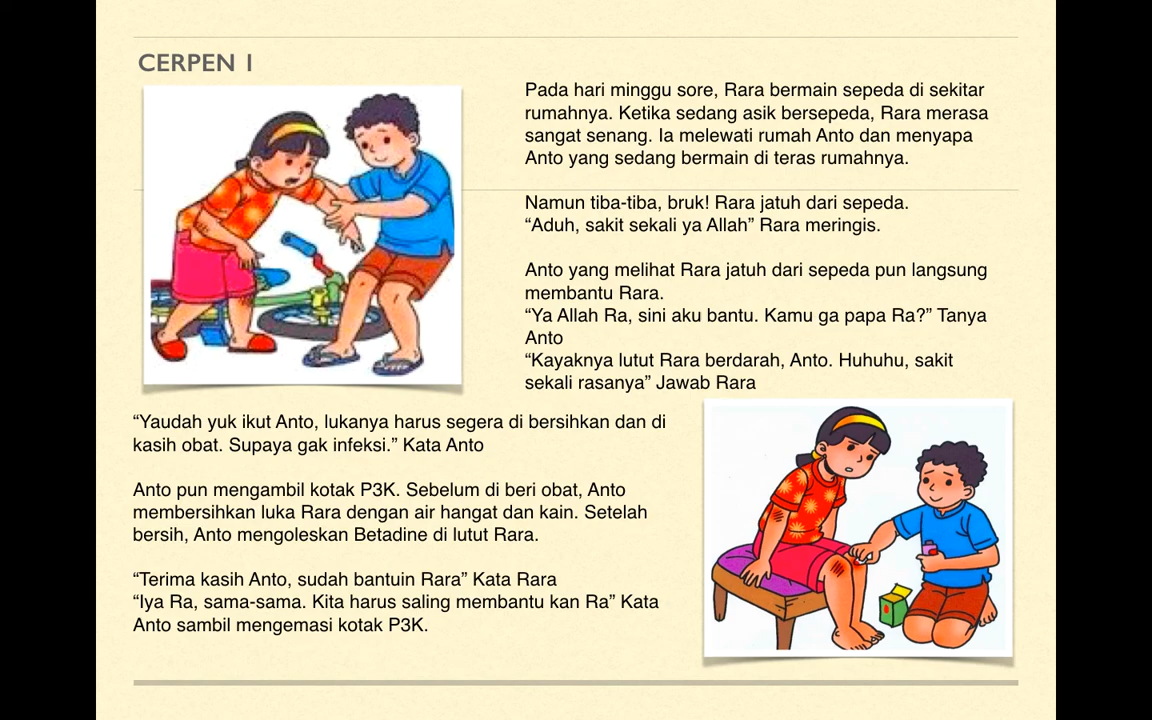 CERPEN 1
Pada hari minggu sore, Rara bermain sepeda di sekitar
rumahnya. Ketika sedang asik bersepeda, Rara merasa
sangat senang. Ia melewati rumah Anto dan menyapa
Anto yang sedang bermain di teras rumahnya.
Namun tiba-tiba, bruk! Rara jatuh dari sepeda.
“Aduh, sakit sekali ya Allah” Rara meringis.
Anto yang melihat Rara jatuh dari sepeda pun langsung
membantu Rara.
“Ya Allah Ra, sini aku bantu. Kamu ga papa Ra?” Tanya
Anto
“Kayaknya lutut Rara berdarah, Anto. Huhuhu, sakit
sekali rasanya” Jawab Rara
“Yaudah yuk ikut Anto, lukanya harus segera di bersihkan dan di
kasih obat. Supaya gak infeksi.” Kata Anto
Anto pun mengambil kotak P3K. Sebelum di beri obat, Anto
membersihkan luka Rara dengan air hangat dan kain. Setelah
bersih, Anto mengoleskan Betadine di lutut Rara.
“Terima kasih Anto, sudah bantuin Rara” Kata Rara
“Iya Ra, sama-sama. Kita harus saling membantu kan Ra” Kata
Anto sambil mengemasi kotak P3K.